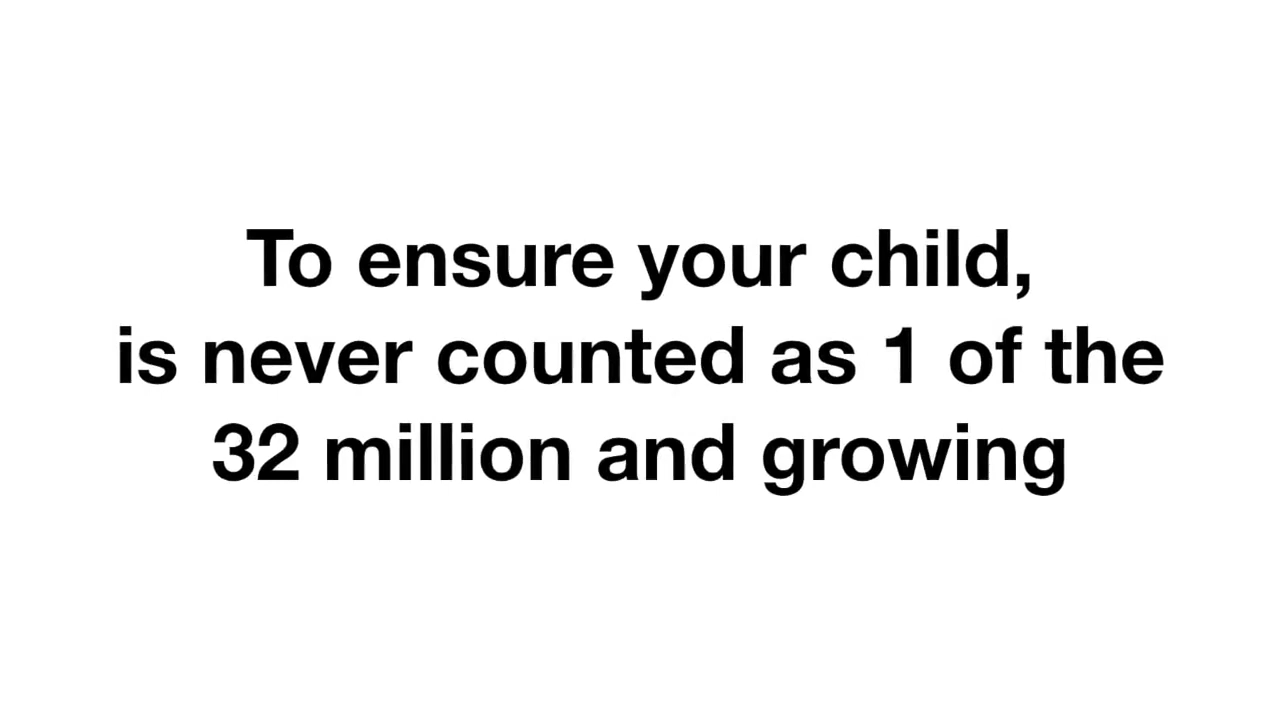 To ensure your child,
is never counted as 1 of the
32 million and growing